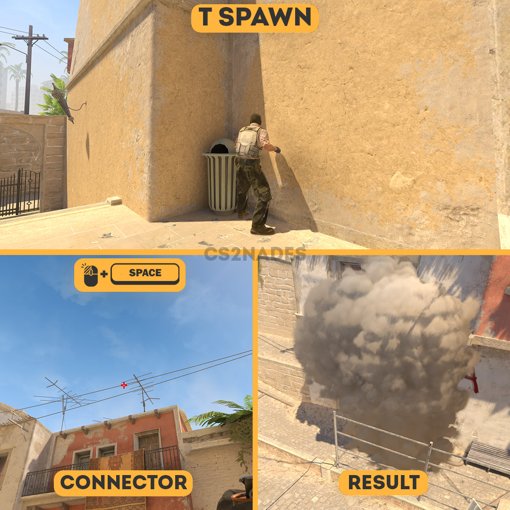 T SPAWN
CS2NADES
+ SPACE
CONNECTOR
RESULT